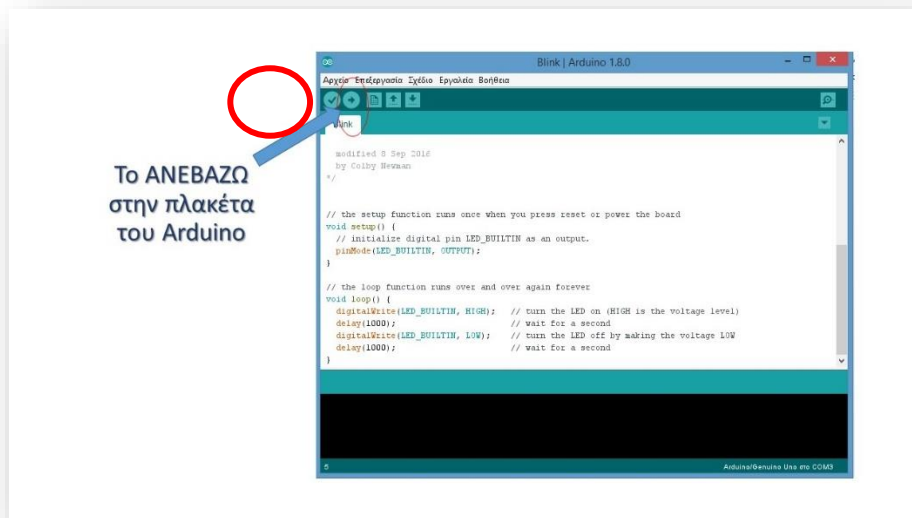 Blink | Arduino 1.8.0
Αρχείο Επεξεργασία Σχέδιο Εργαλεία Βοήθεια
Blink
Το ΑΝΕΒΑΖΩ
στην πλακέτα
του Arduino
modified 8 Sep 2016
by Colby Newman
*/
// the setup function runs once when you press reset or power the board
void setup() {
// initialize digital pin LED_BUILTIN as an output.
pinMode(LED_BUILTIN, OUTPUT);
}
// the loop function runs over and over again forever
void loop() {
digitalWrite(LED_BUILTIN, HIGH); // turn the LED on (HIGH is the voltage level)
delay(1000); // wait for a second
digitalWrite(LED_BUILTIN, LOW); // turn the LED off by making the voltage LOW
delay(1000); // wait for a second
}
5
Arduino/Genuino Uno στο COM3